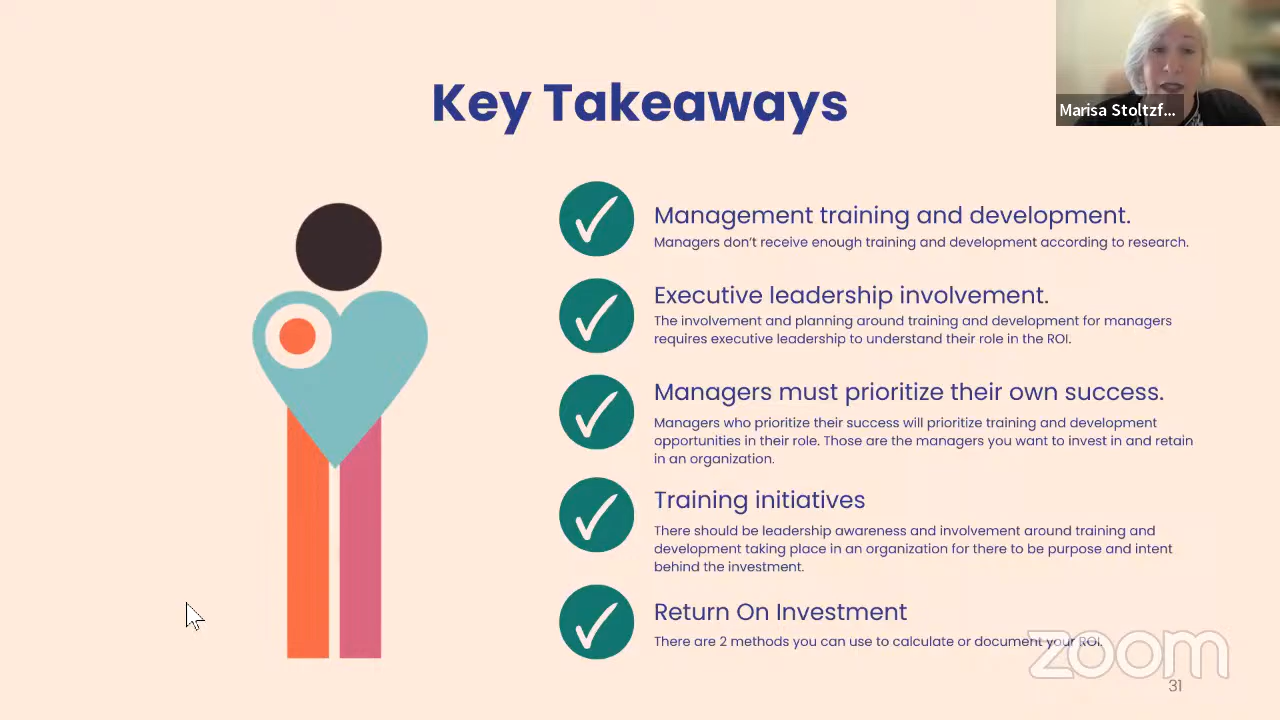 Key Takeaways
Marisa Stoltzf...
Management training and development.
Managers don't receive enough training and development according to research.
Executive leadership involvement.
The involvement and planning around training and development for managers
requires executive leadership to understand their role in the ROI.
Managers must prioritize their own success.
Managers who prioritize their success will prioritize training and development
opportunities in their role. Those are the managers you want to invest in and retain
in an organization.
Training initiatives
There should be leadership awareness and involvement around training and
development taking place in an organization for there to be purpose and intent
behind the investment.
Return On Investment
There are 2 methods you can use to calculate or document your ROI.
zoom
31